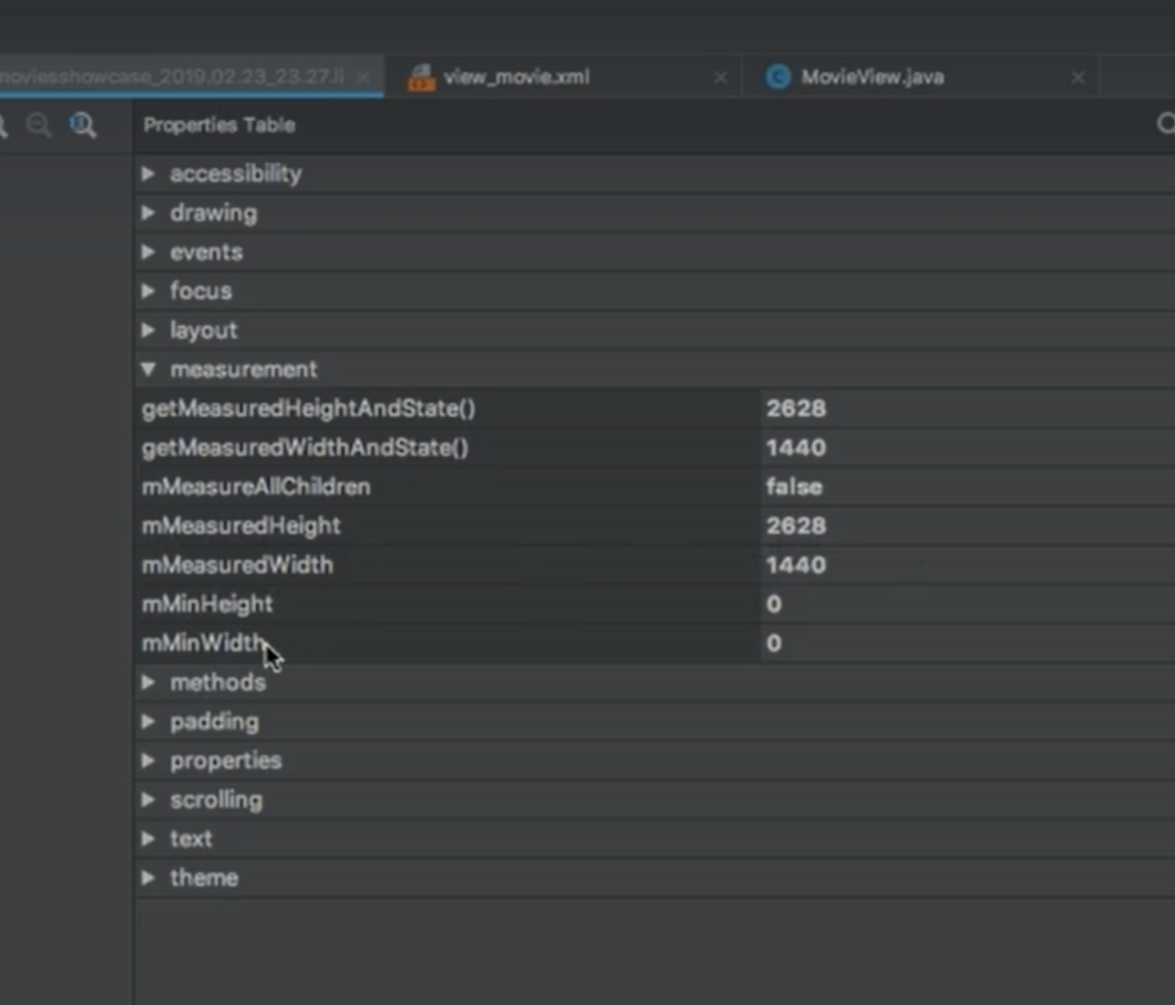 moviesshowcase_2019.02.23_23.27.li view_movie.xml MovieView.java
Properties Table
accessibility
drawing
events
focus
layout
measurement
getMeasuredHeightAndState() 2628
getMeasuredWidthAndState() 1440
mMeasureAllChildren false
mMeasuredHeight 2628
mMeasuredWidth 1440
mMinHeight 0
mMinWidth 0
methods
padding
properties
scrolling
text
theme